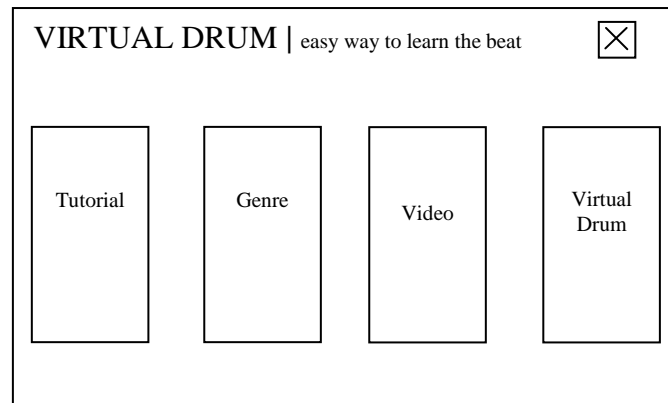 VIRTUAL DRUM | easy way to learn the beat
Tutorial
Genre
Video
Virtual
Drum